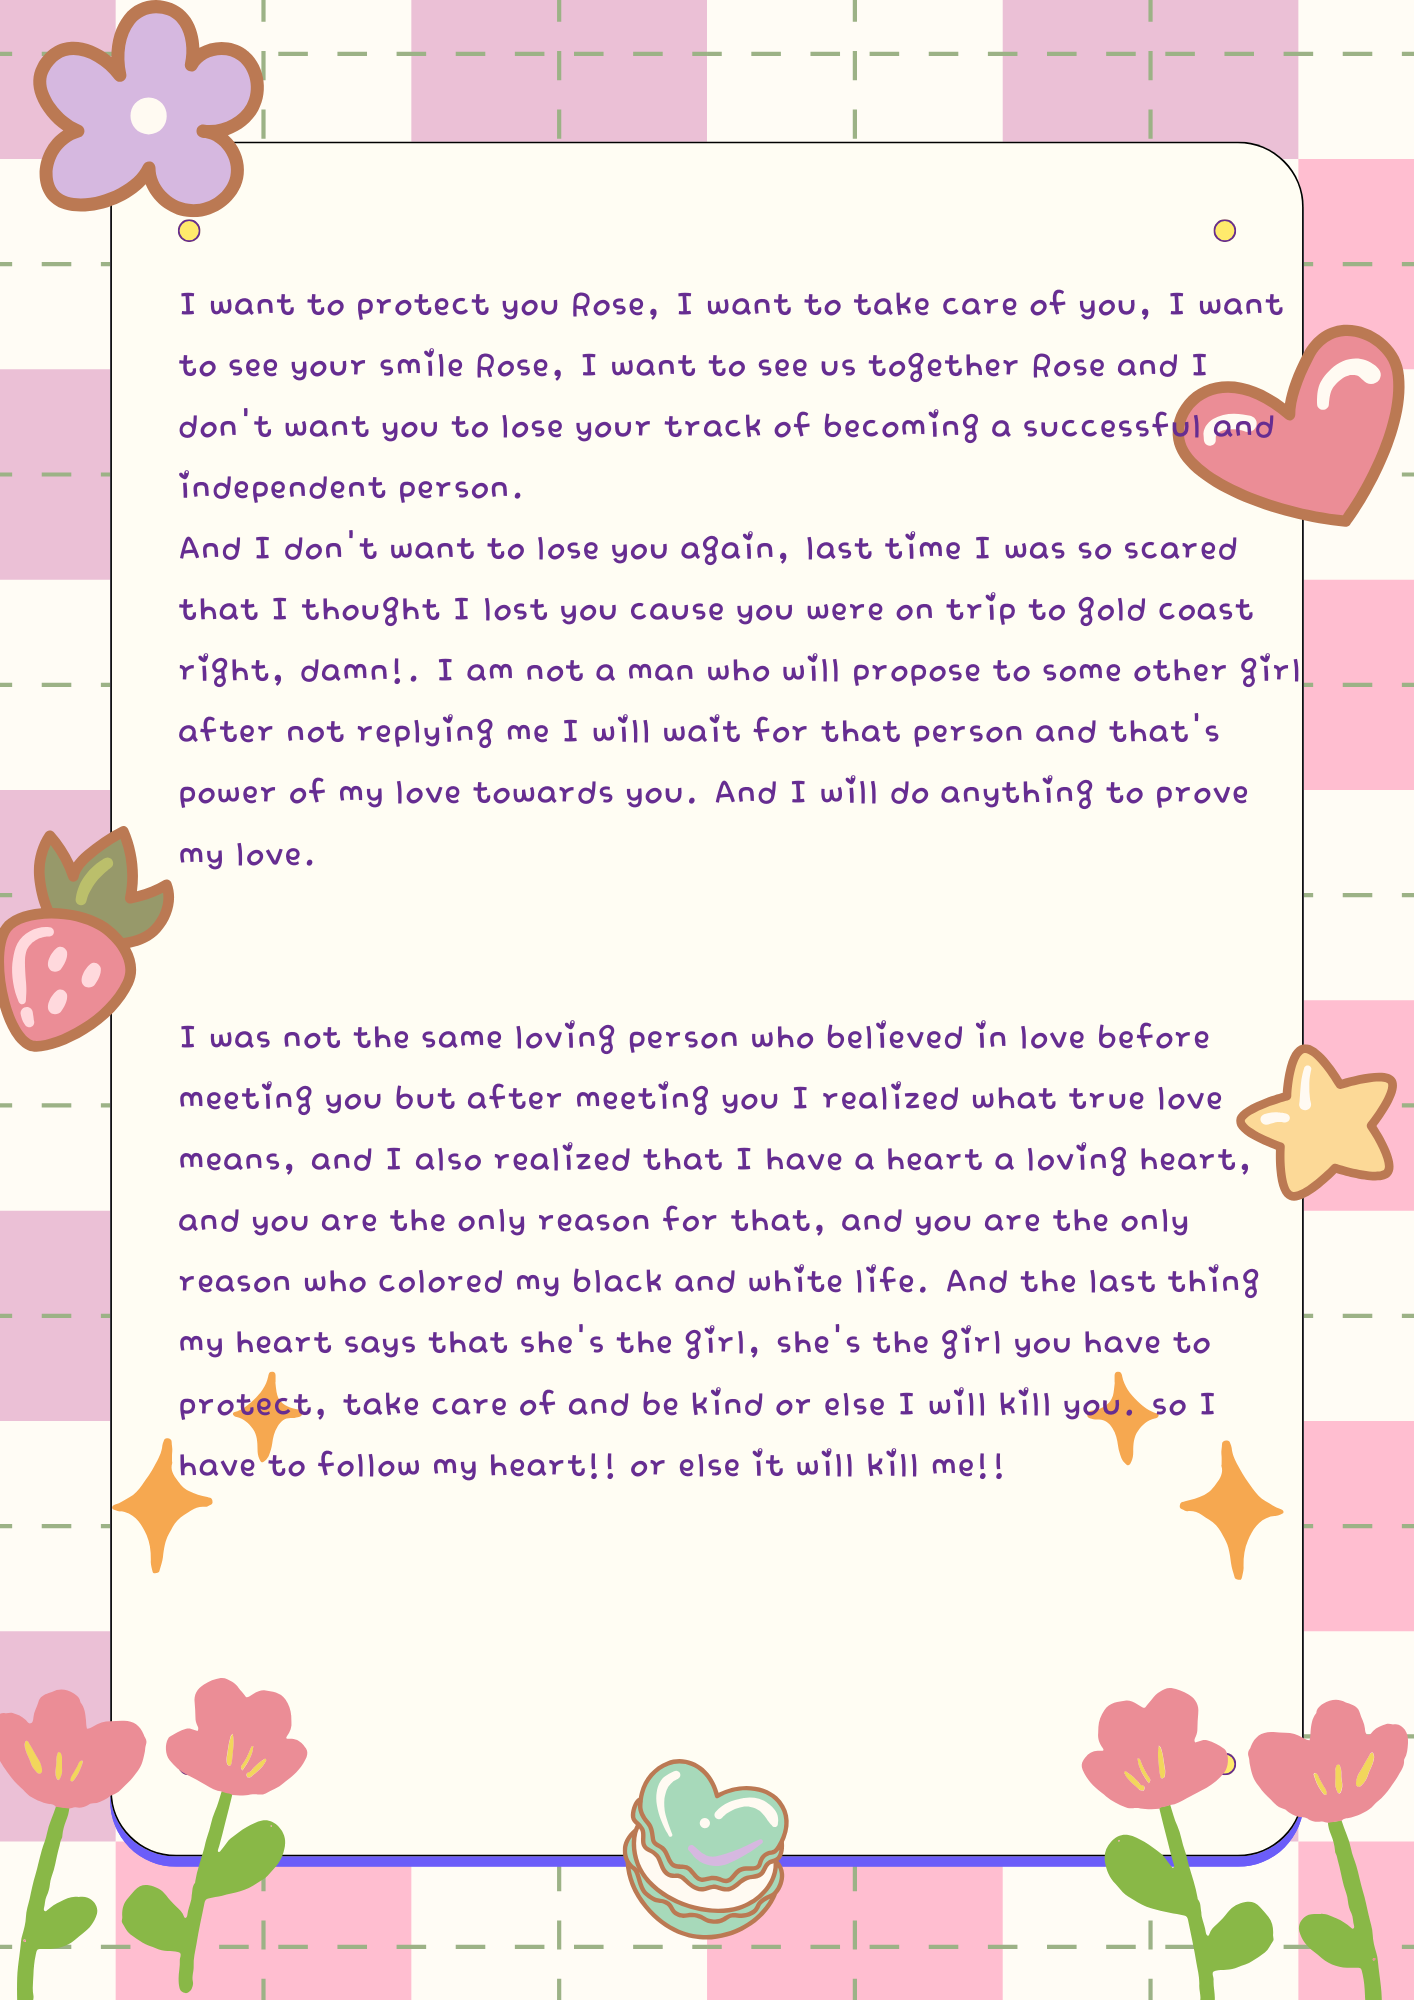 I want to protect you Rose, I want to take care of you, I want
to see your smile Rose, I want to see us together Rose and I
don't want you to lose your track of becoming a successful and
independent person.
And I don't want to lose you again, last time I was so scared
that I thought I lost you cause you were on trip to gold coast
right, damn!. I am not a man who will propose to some other girl
after not replying me I will wait for that person and that's
power of my love towards you. And I will do anything to prove
my love.
I was not the same loving person who believed in love before
meeting you but after meeting you I realized what true love
means, and I also realized that I have a heart a loving heart,
and you are the only reason for that, and you are the only
reason who colored my black and white life. And the last thing
my heart says that she's the girl, she's the girl you have to
protect, take care of and be kind or else I will kill you. so I
have to follow my heart!! or else it will kill me!!